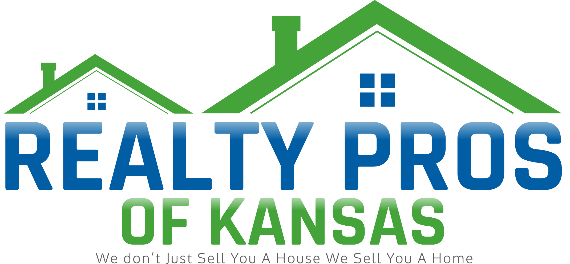 REALTY PROS
OF KANSAS
We don't Just Sell You A House We Sell You A Home